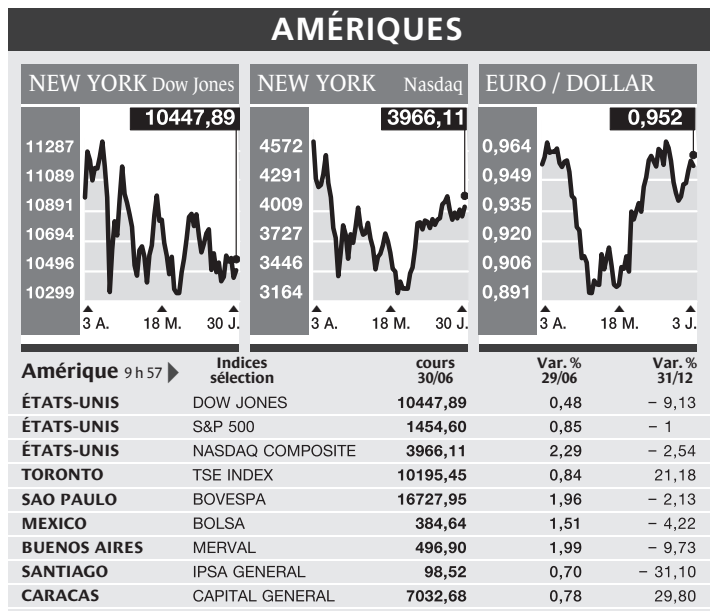 AMÉRIQUES
NEW YORK Dow Jones
10447,89
11287
11089
10891
10694
10496
10299
3 A. 18 M. 30 J.
NEW YORK Nasdaq
3966,11
4572
4291
4009
3727
3446
3164
3 A. 18 M. 30 J.
EURO / DOLLAR
0,952
0,964
0,949
0,935
0,920
0,906
0,891
3 A. 18 M. 3 J.
Amérique 9 h 57 Indices sélection cours 30/06 Var. % 29/06 Var. % 31/12
ÉTATS-UNIS DOW JONES 10447,89 0,48 – 9,13
ÉTATS-UNIS S&P 500 1454,60 0,85 – 1
ÉTATS-UNIS NASDAQ COMPOSITE 3966,11 2,29 – 2,54
TORONTO TSE INDEX 10195,45 0,84 21,18
SAO PAULO BOVESPA 16727,95 1,96 – 2,13
MEXICO BOLSA 384,64 1,51 – 4,22
BUENOS AIRES MERVAL 496,90 1,99 – 9,73
SANTIAGO IPSA GENERAL 98,52 0,70 – 31,10
CARACAS CAPITAL GENERAL 7032,68 0,78 29,80